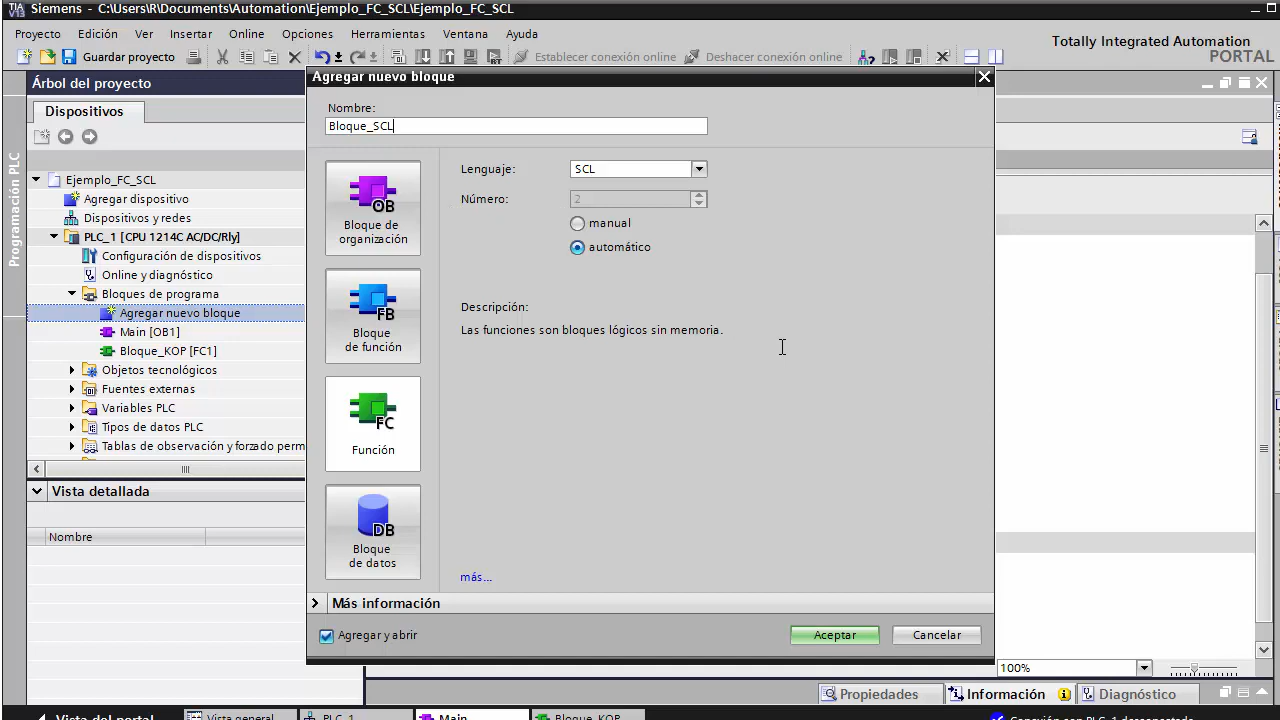 TIA
V13
Siemens - C:\Users\R\Documents\Automation\Ejemplo_FC_SCL\Ejemplo_FC_SCL
Proyecto Edición Ver Insertar Online Opciones Herramientas Ventana Ayuda
Totally Integrated Automation
PORTAL
Guardar proyecto
Establecer conexión online
Deshacer conexión online
Árbol del proyecto
Dispositivos
Programación PLC
Ejemplo_FC_SCL
Agregar dispositivo
Dispositivos y redes
PLC_1 [CPU 1214C AC/DC/Rly]
Configuración de dispositivos
Online y diagnóstico
Bloques de programa
Agregar nuevo bloque
Main [OB1]
Bloque_KOP [FC1]
Objetos tecnológicos
Fuentes externas
Variables PLC
Tipos de datos PLC
Tablas de observación y forzado perm
Vista detallada
Nombre
Agregar nuevo bloque
Nombre:
Bloque_SCL
OB
Bloque de
organización
FB
Bloque
de función
FC
Función
DB
Bloque
de datos
Lenguaje: SCL
Número: 2
manual
automático
Descripción:
Las funciones son bloques lógicos sin memoria.
más...
Más información
Agregar y abrir
Aceptar
Cancelar
100%
Propiedades
Información
Diagnóstico
Vista del portal
Vista general
PLC_1
Main
Bloque_KOP
Conexión con PLC_1 desconectada